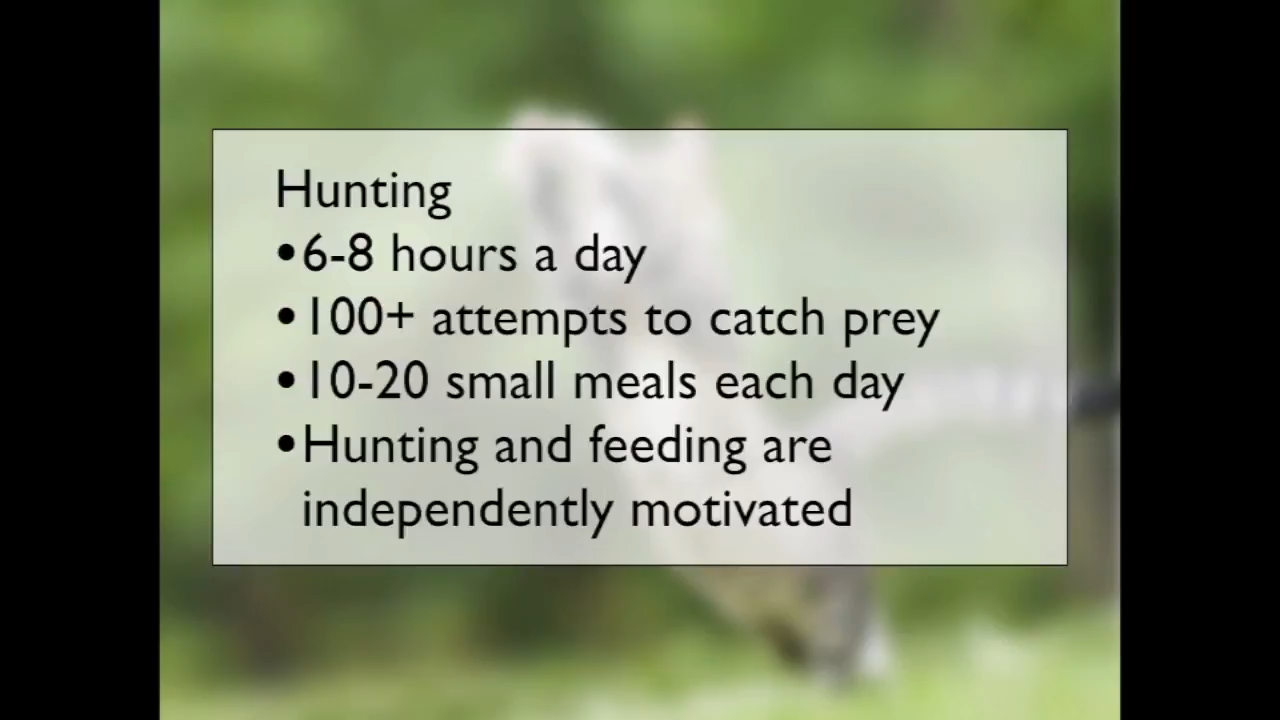 Hunting
•6-8 hours a day
•100+ attempts to catch prey
•10-20 small meals each day
•Hunting and feeding are
independently motivated